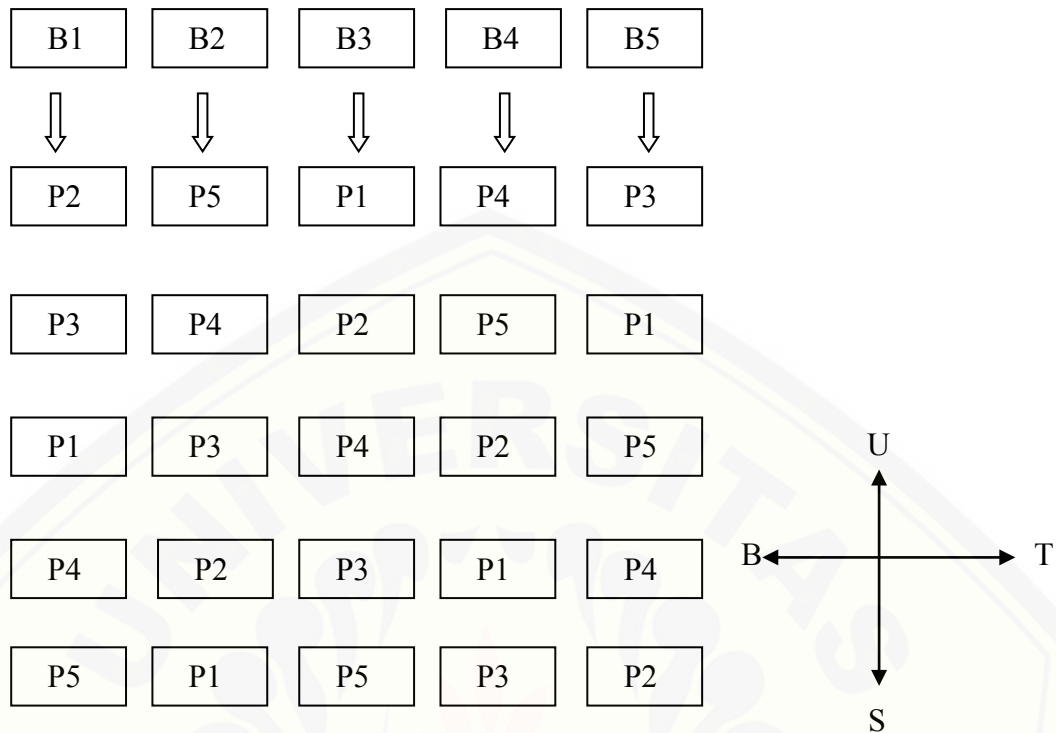 B1 B2 B3 B4 B5
P2 P5 P1 P4 P3
P3 P4 P2 P5 P1
P1 P3 P4 P2 P5
U
B T
P4 P2 P3 P1 P4
P5 P1 P5 P3 P2
S
UNIVERSITAS